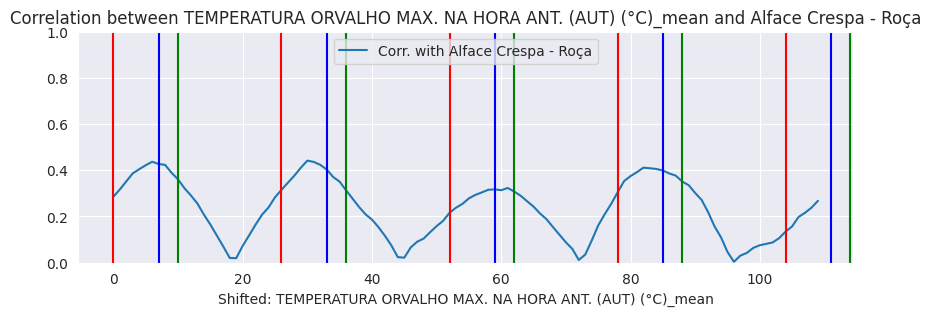 Correlation between TEMPERATURA ORVALHO MAX. NA HORA ANT. (AUT) (°C)_mean and Alface Crespa - Roça
Corr. with Alface Crespa - Roça
1.0
0.8
0.6
0.4
0.2
0.0
0 20 40 60 80 100
Shifted: TEMPERATURA ORVALHO MAX. NA HORA ANT. (AUT) (°C)_mean